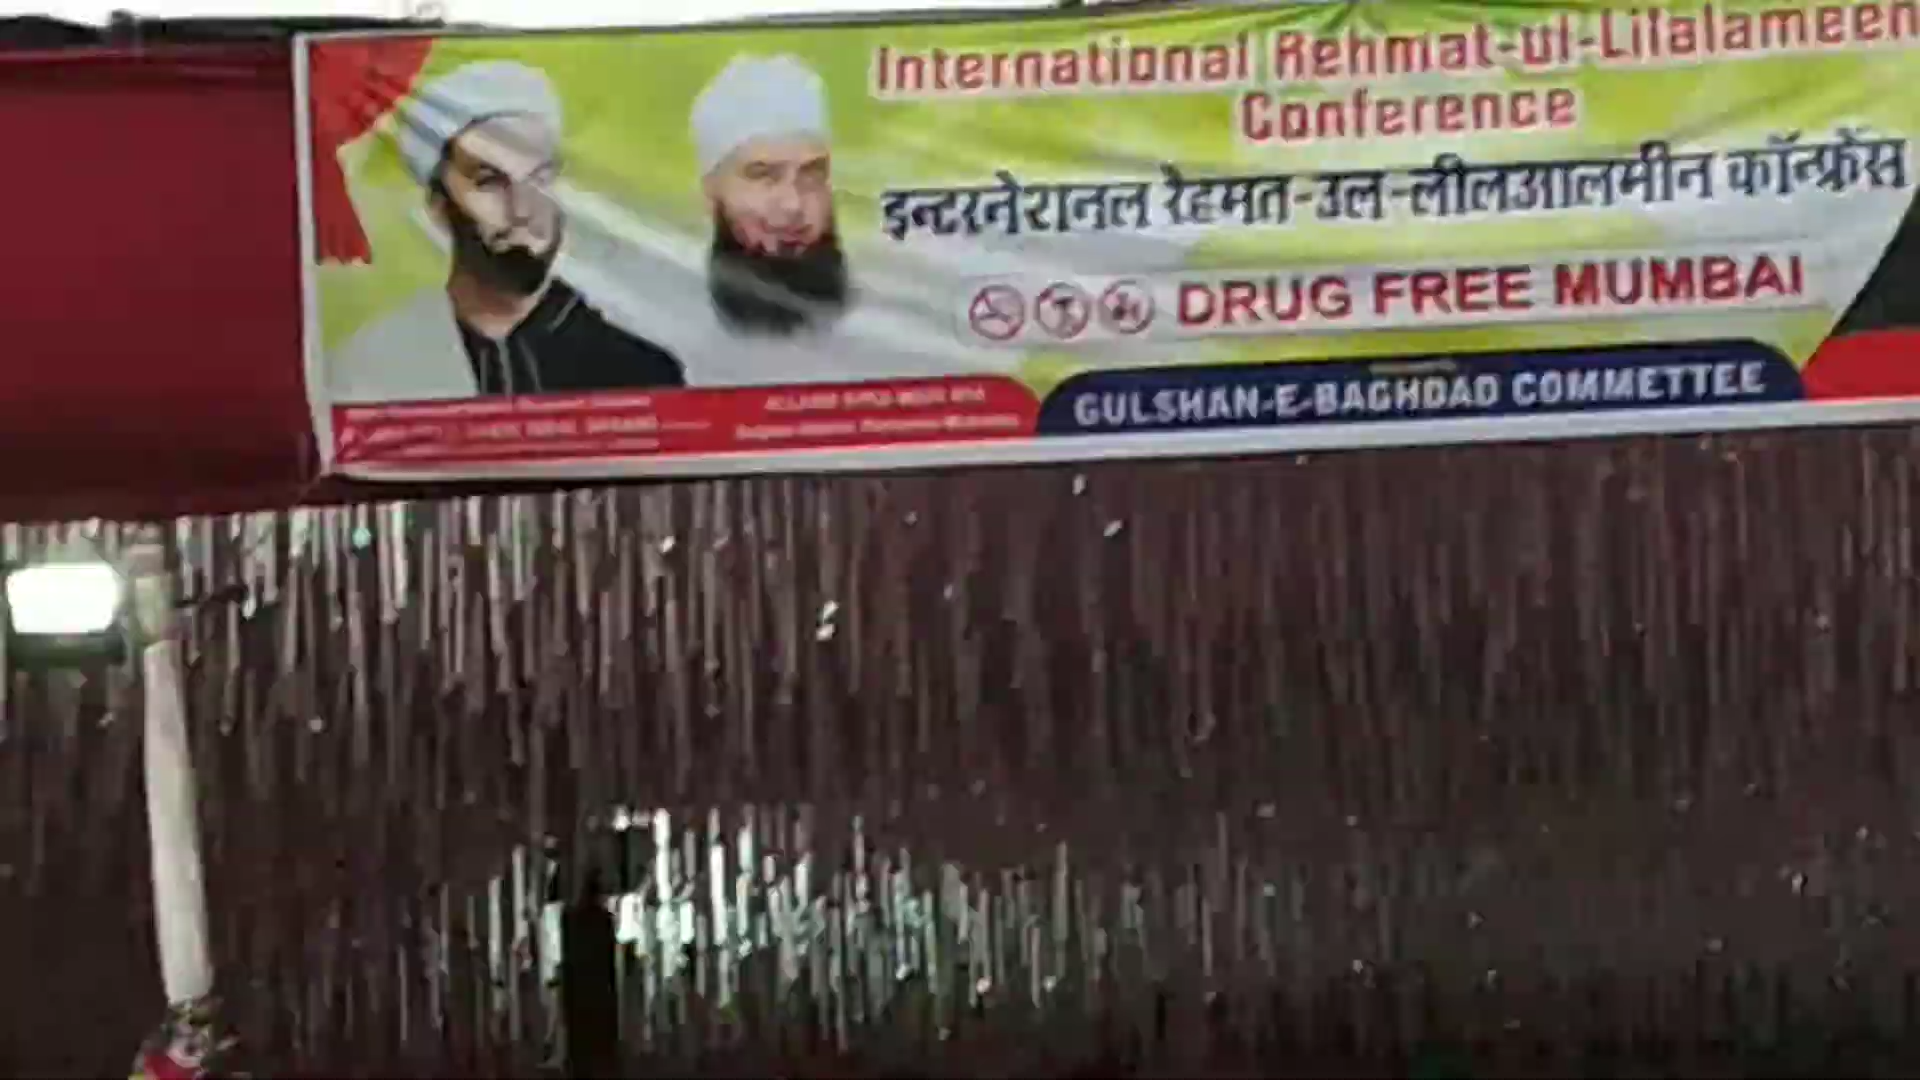 International Rehmat-ul-Lilalameen
Conference
इन्टरनेशनल रेहमत-उल-लीलआलमीन कॉन्फ्रेंस
DRUG FREE MUMBAI
GULSHAN-E-BAGHDAD COMMETTEE